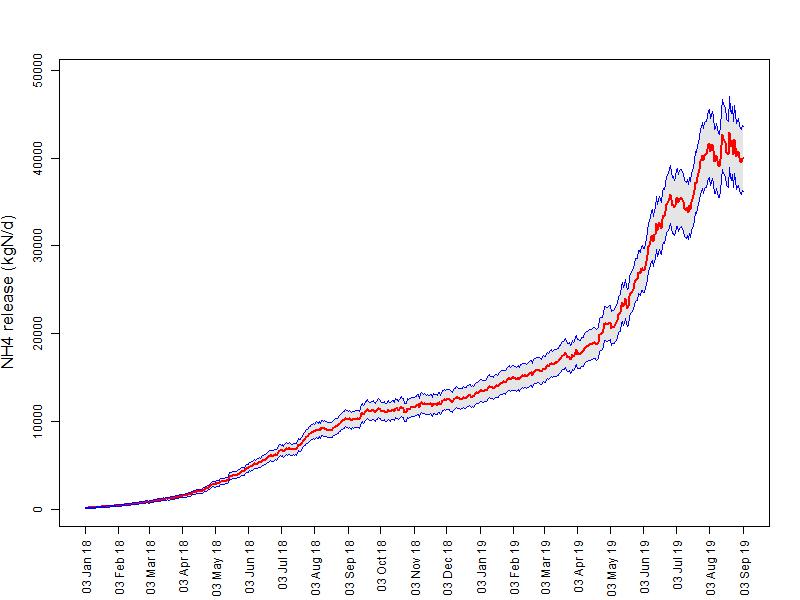 NH4 release (kgN/d)
50000
40000
30000
20000
10000
0
03 Jan 18
03 Feb 18
03 Mar 18
03 Apr 18
03 May 18
03 Jun 18
03 Jul 18
03 Aug 18
03 Sep 18
03 Oct 18
03 Nov 18
03 Dec 18
03 Jan 19
03 Feb 19
03 Mar 19
03 Apr 19
03 May 19
03 Jun 19
03 Jul 19
03 Aug 19
03 Sep 19